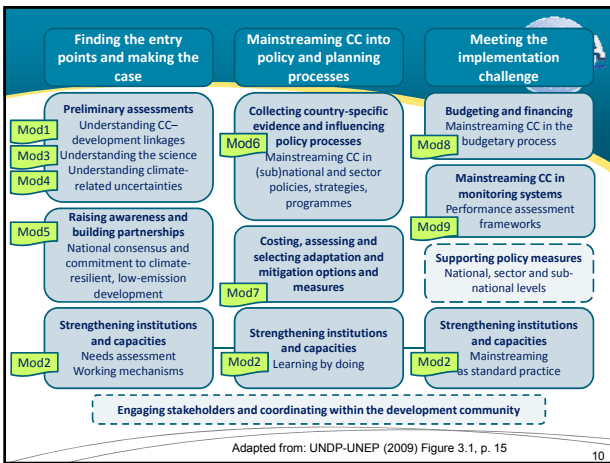 Finding the entry
points and making the
case
Mainstreaming CC into
policy and planning
processes
Meeting the
implementation
challenge
Preliminary assessments
Mod1
Understanding CC–
development linkages
Mod3
Understanding the science
Mod4
Understanding climate-
related uncertainties
Mod5
Raising awareness and
building partnerships
National consensus and
commitment to climate-
resilient, low-emission
development
Strengthening institutions
and capacities
Mod2
Needs assessment
Working mechanisms
Collecting country-specific
evidence and influencing
policy processes
Mod6
Mainstreaming CC in
(sub)national and sector
policies, strategies,
programmes
Costing, assessing and
selecting adaptation and
mitigation options and
measures
Mod7
Strengthening institutions
and capacities
Mod2
Learning by doing
Budgeting and financing
Mod8
Mainstreaming CC in the
budgetary process
Mainstreaming CC in
monitoring systems
Mod9
Performance assessment
frameworks
Supporting policy measures
National, sector and sub-
national levels
Strengthening institutions
and capacities
Mod2
Mainstreaming
as standard practice
Engaging stakeholders and coordinating within the development community
Adapted from: UNDP-UNEP (2009) Figure 3.1, p. 15
10